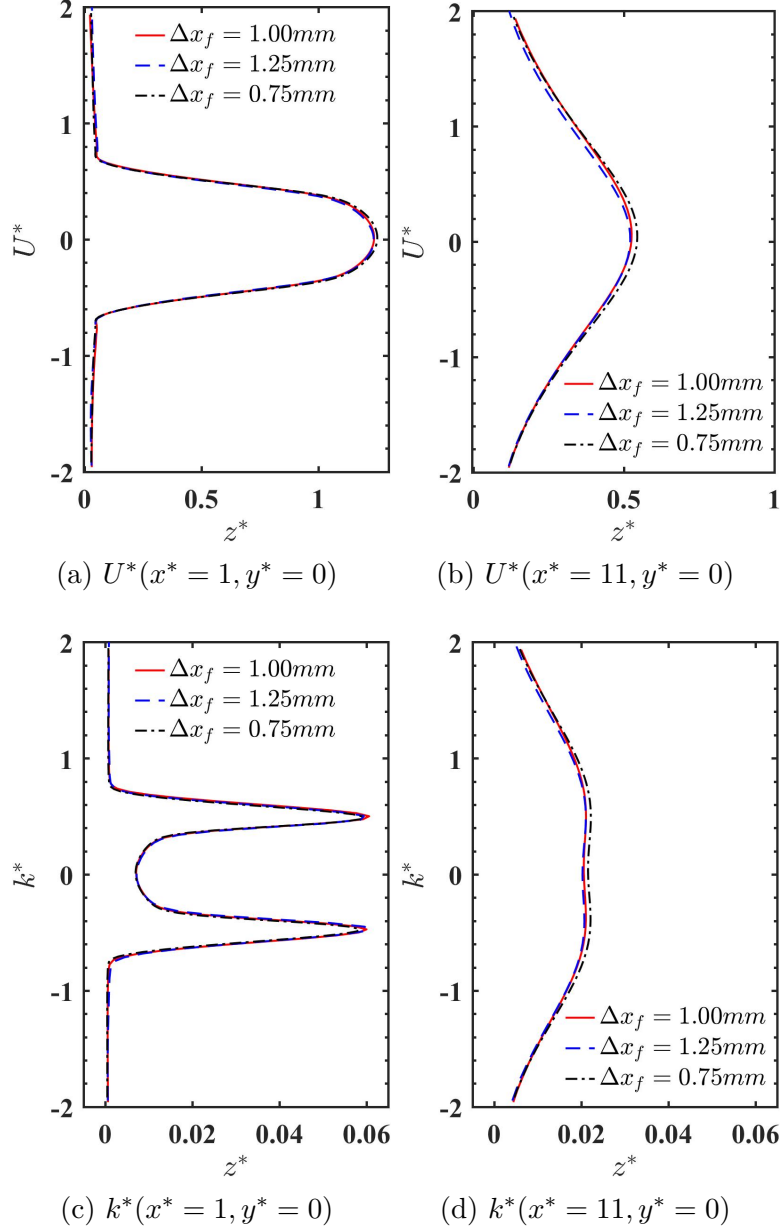 2
Δx_f = 1.00mm
Δx_f = 1.25mm
Δx_f = 0.75mm
1
U*
0
-1
-2
0
0.5
1
z*
(a) U*(x* = 1, y* = 0)
2
1
U*
0
-1
Δx_f = 1.00mm
Δx_f = 1.25mm
Δx_f = 0.75mm
-2
0
0.5
1
z*
(b) U*(x* = 11, y* = 0)
2
Δx_f = 1.00mm
Δx_f = 1.25mm
Δx_f = 0.75mm
1
k*
0
-1
-2
0
0.02
0.04
0.06
z*
(c) k*(x* = 1, y* = 0)
2
1
k*
0
-1
Δx_f = 1.00mm
Δx_f = 1.25mm
Δx_f = 0.75mm
-2
0
0.02
0.04
0.06
z*
(d) k*(x* = 11, y* = 0)